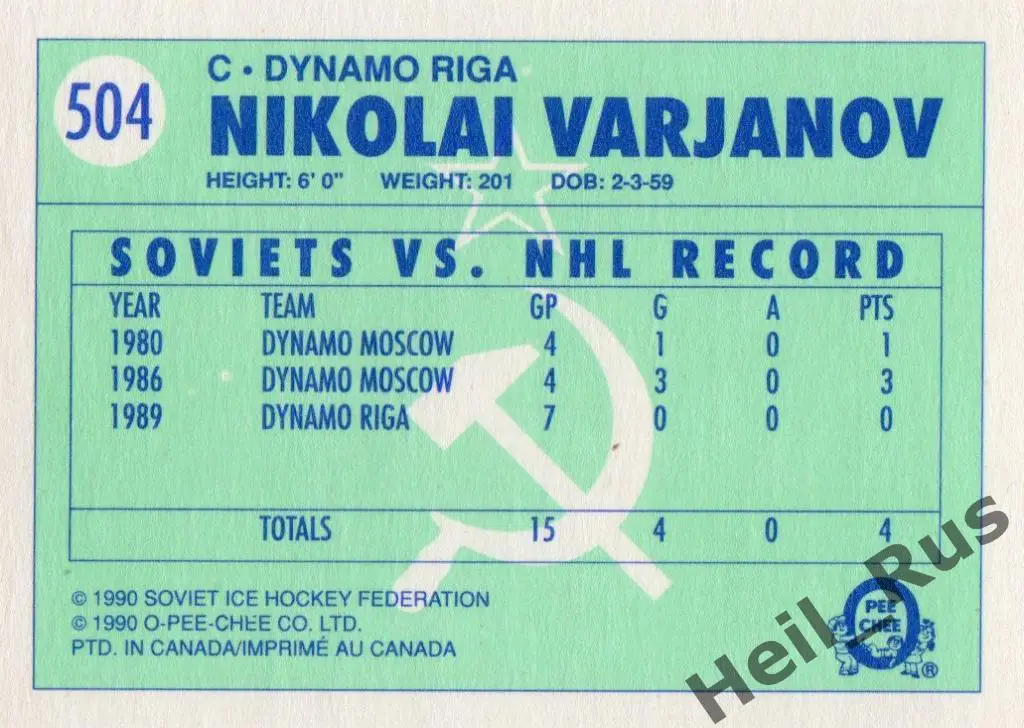 504
C • DYNAMO RIGA
NIKOLAI VARJANOV
HEIGHT: 6' 0" WEIGHT: 201 DOB: 2-3-59
SOVIETS VS. NHL RECORD
YEAR TEAM GP G A PTS
1980 DYNAMO MOSCOW 4 1 0 1
1986 DYNAMO MOSCOW 4 3 0 3
1989 DYNAMO RIGA 7 0 0 0
TOTALS 15 4 0 4
© 1990 SOVIET ICE HOCKEY FEDERATION
© 1990 O-PEE-CHEE CO. LTD.
PTD. IN CANADA/IMPRIMÉ AU CANADA
O
PEE
CHEE
®
Heil_Rus